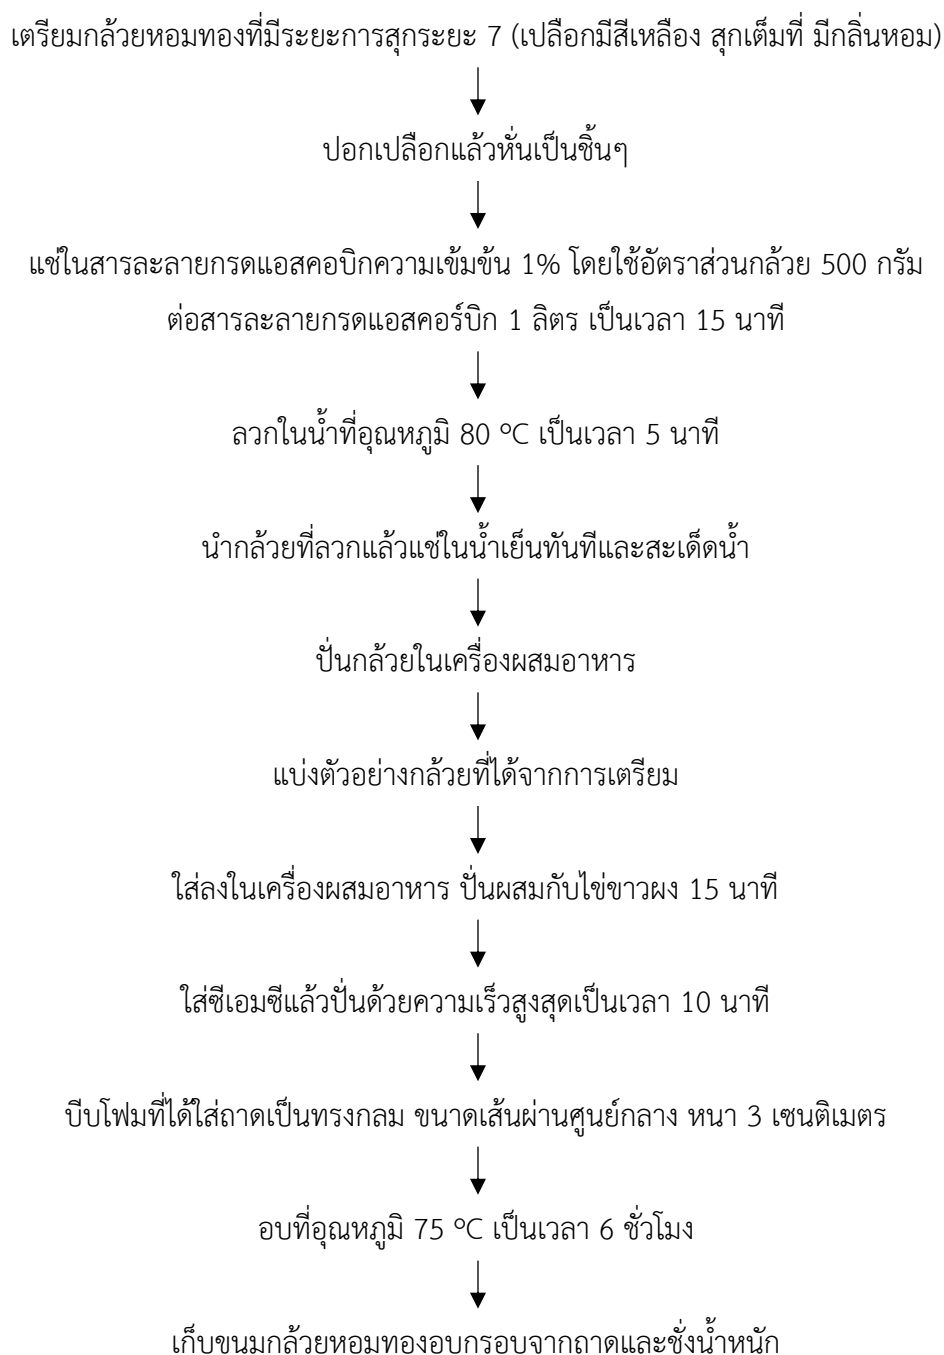 เตรียมกล้วยหอมทองที่มีระยะการสุกระยะ 7 (เปลือกมีสีเหลือง สุกเต็มที่ มีกลิ่นหอม)
ปอกเปลือกแล้วหั่นเป็นชิ้นๆ
แช่ในสารละลายกรดแอสคอบิกความเข้มข้น 1% โดยใช้อัตราส่วนกล้วย 500 กรัม
ต่อสารละลายกรดแอสคอร์บิก 1 ลิตร เป็นเวลา 15 นาที
ลวกในน้ำที่อุณหภูมิ 80 °C เป็นเวลา 5 นาที
นำกล้วยที่ลวกแล้วแช่ในน้ำเย็นทันทีและสะเด็ดน้ำ
ปั่นกล้วยในเครื่องผสมอาหาร
แบ่งตัวอย่างกล้วยที่ได้จากการเตรียม
ใส่ลงในเครื่องผสมอาหาร ปั่นผสมกับไข่ขาวผง 15 นาที
ใส่ซีเอมซีแล้วปั่นด้วยความเร็วสูงสุดเป็นเวลา 10 นาที
บีบโฟมที่ได้ใส่ถาดเป็นทรงกลม ขนาดเส้นผ่านศูนย์กลาง หนา 3 เซนติเมตร
อบที่อุณหภูมิ 75 °C เป็นเวลา 6 ชั่วโมง
เก็บขนมกล้วยหอมทองอบกรอบจากถาดและชั่งน้ำหนัก